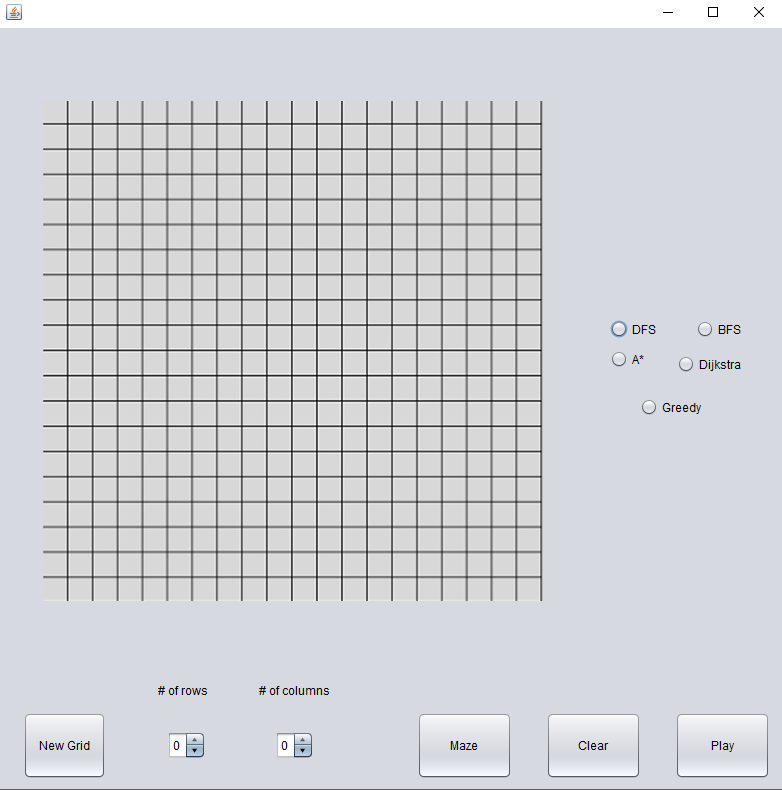 DFS
BFS
A*
Dijkstra
Greedy
# of rows
# of columns
New Grid
0
0
Maze
Clear
Play